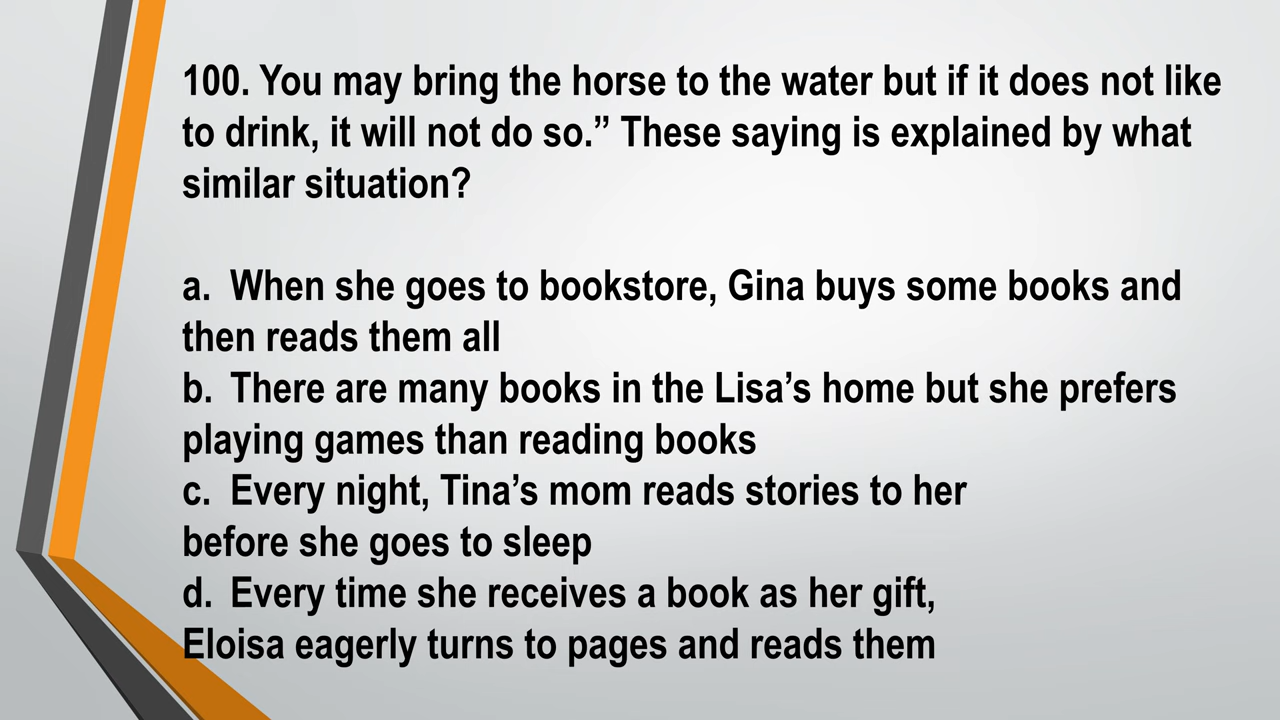 100. You may bring the horse to the water but if it does not like
to drink, it will not do so.” These saying is explained by what
similar situation?
a. When she goes to bookstore, Gina buys some books and
then reads them all
b. There are many books in the Lisa’s home but she prefers
playing games than reading books
c. Every night, Tina’s mom reads stories to her
before she goes to sleep
d. Every time she receives a book as her gift,
Eloisa eagerly turns to pages and reads them